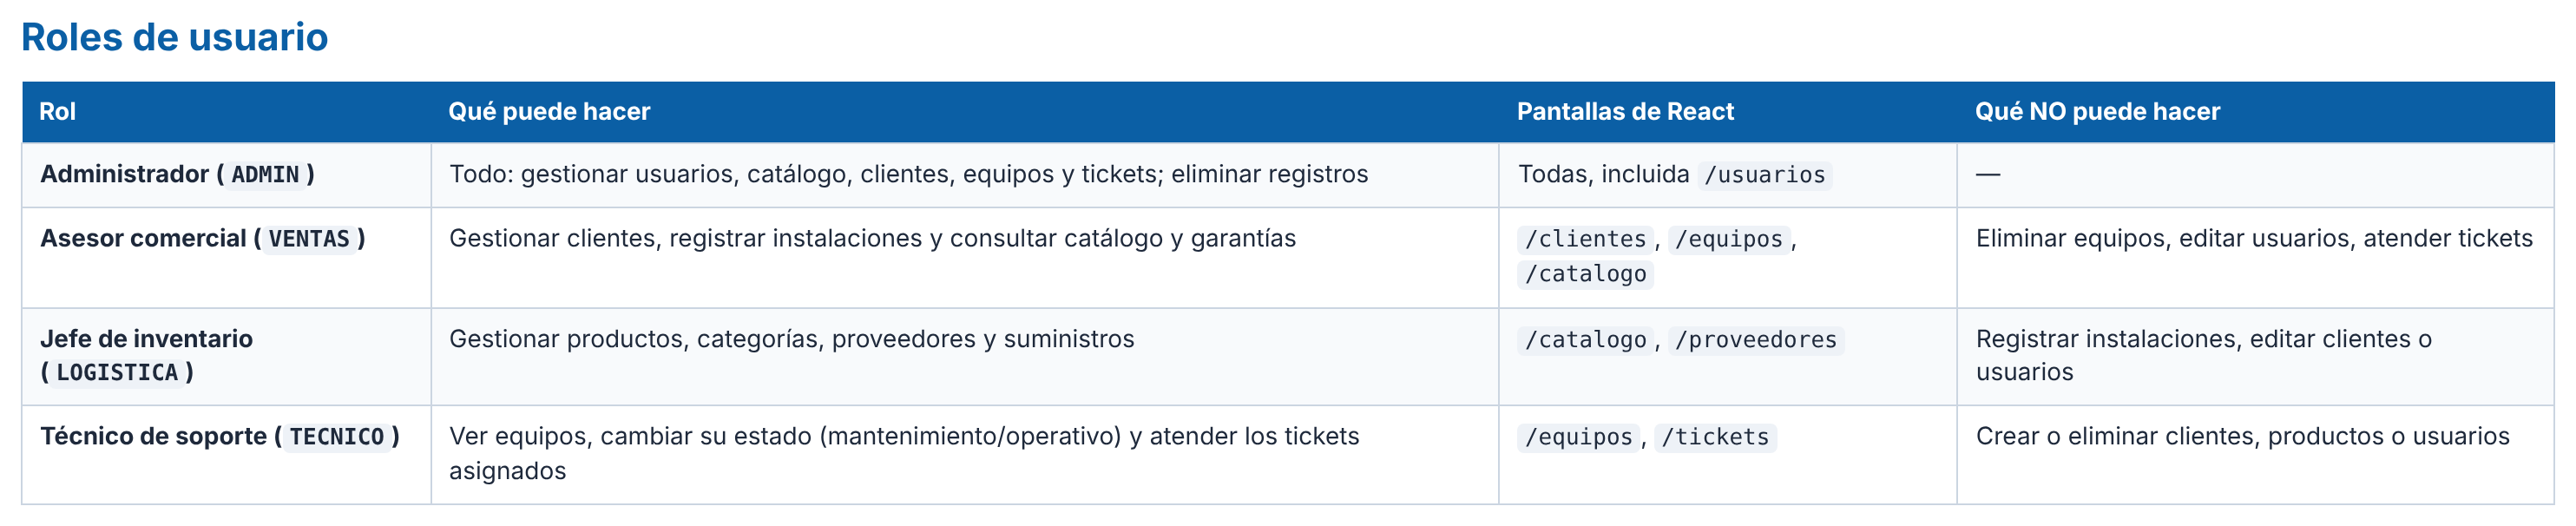 Roles de usuario
Rol Qué puede hacer Pantallas de React Qué NO puede hacer
Administrador ( ADMIN ) Todo: gestionar usuarios, catálogo, clientes, equipos y tickets; eliminar registros Todas, incluida /usuarios —
Asesor comercial ( VENTAS ) Gestionar clientes, registrar instalaciones y consultar catálogo y garantías /clientes , /equipos , Eliminar equipos, editar usuarios, atender tickets
/catalogo
Jefe de inventario Gestionar productos, categorías, proveedores y suministros /catalogo , /proveedores Registrar instalaciones, editar clientes o
( LOGISTICA ) usuarios
Técnico de soporte ( TECNICO ) Ver equipos, cambiar su estado (mantenimiento/operativo) y atender los tickets /equipos , /tickets Crear o eliminar clientes, productos o usuarios
asignados